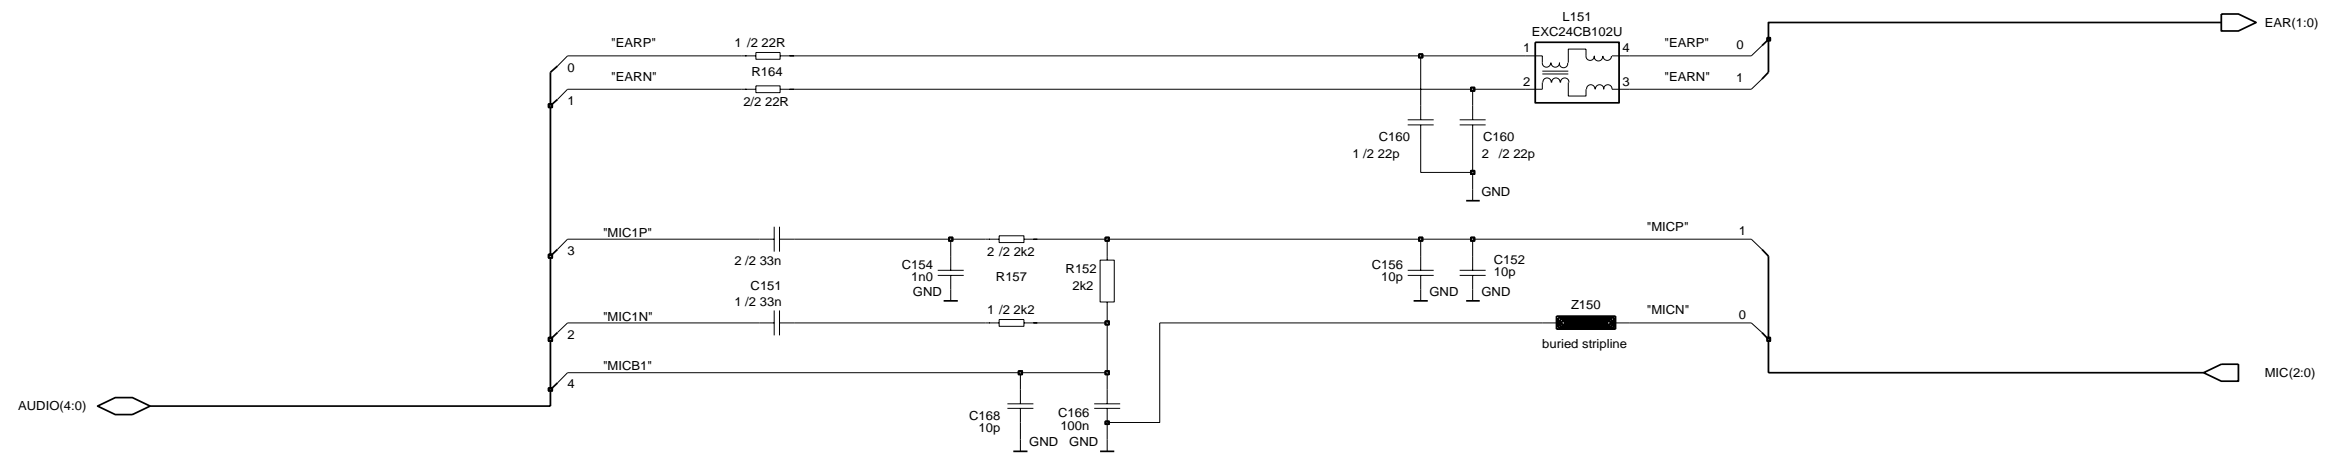 L151
EXC24CB102U
EAR(1:0)
"EARP"
1 /2 22R
1
4
"EARP"
0
0
R164
"EARN"
2
3
"EARN"
1
1
2/2 22R
C160
1 /2 22p
C160
2 /2 22p
GND
"MIC1P"
3
2 /2 33n
C151
1 /2 33n
C154
1n0
GND
2 /2 2k2
R157
1 /2 2k2
R152
2k2
C156
10p
GND
C152
10p
GND
"MICP"
1
"MIC1N"
2
Z150
buried stripline
"MICN"
0
"MICB1"
4
MIC(2:0)
AUDIO(4:0)
C168
10p
GND
C166
100n
GND